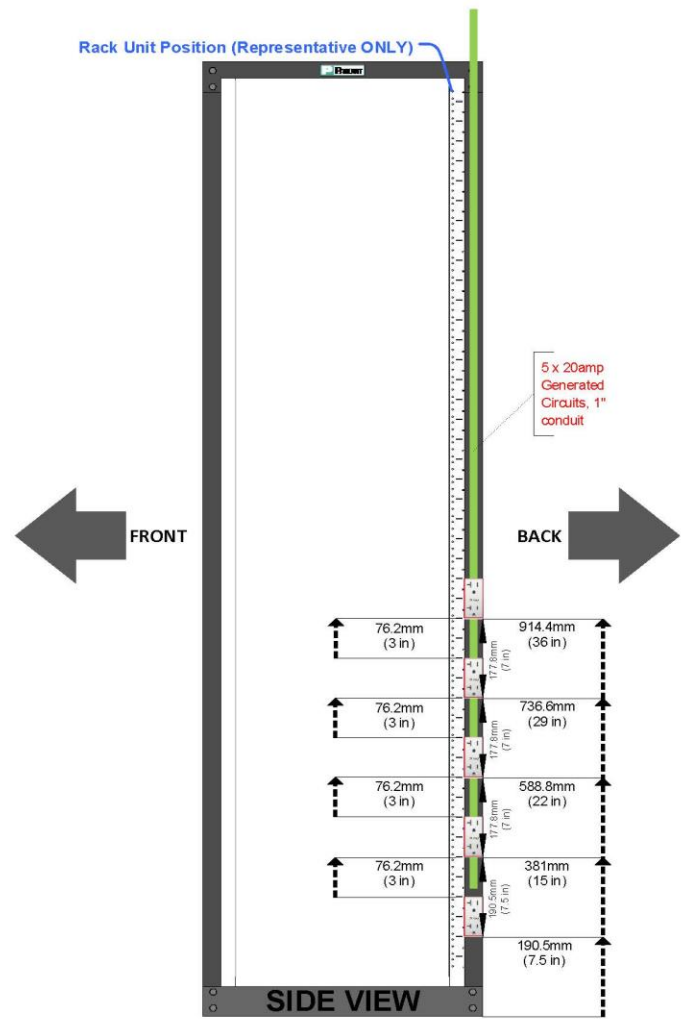 Rack Unit Position (Representative ONLY)
PANDUIT
5 x 20amp
Generated
Circuits, 1"
conduit
FRONT
BACK
76.2mm
(3 in)
914.4mm
(36 in)
177.8mm
(7 in)
76.2mm
(3 in)
736.6mm
(29 in)
177.8mm
(7 in)
76.2mm
(3 in)
588.8mm
(22 in)
177.8mm
(7 in)
76.2mm
(3 in)
381mm
(15 in)
190.5mm
(7.5 in)
190.5mm
(7.5 in)
SIDE VIEW